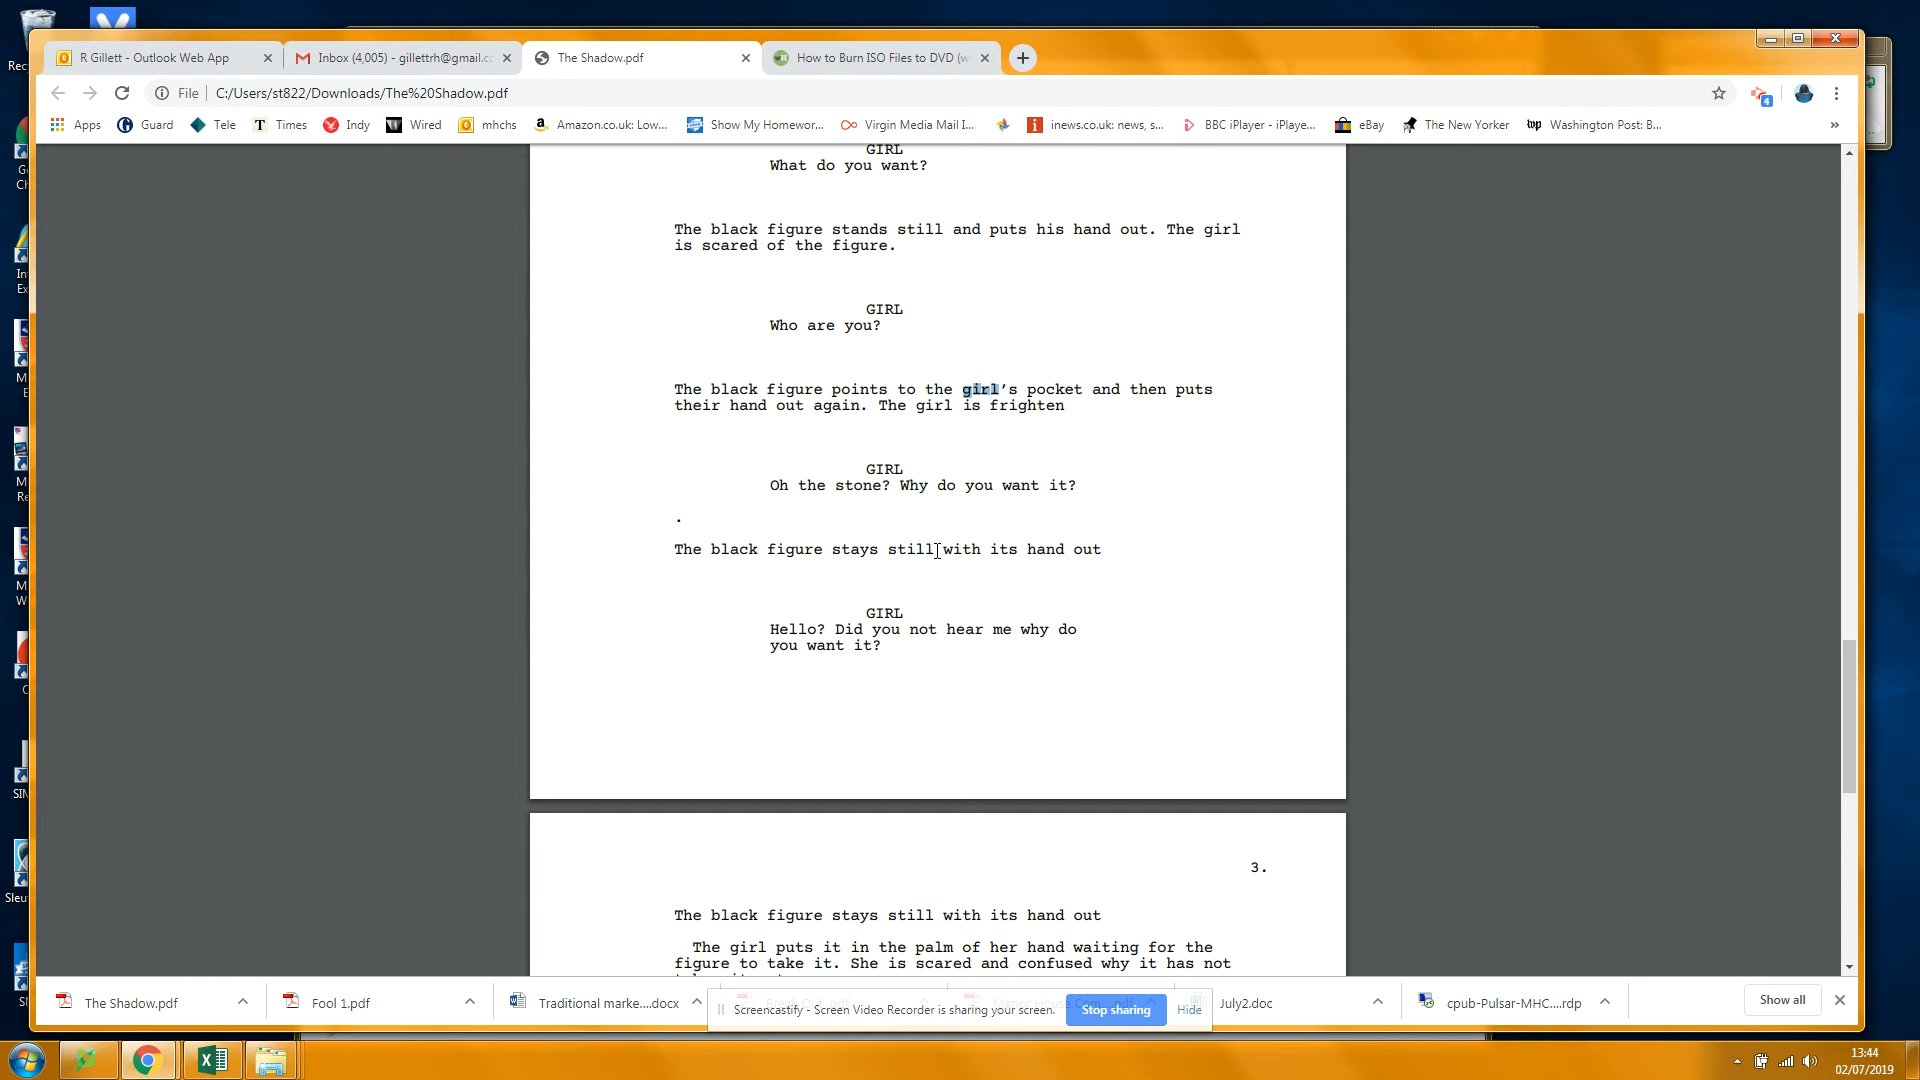 R Gillett - Outlook Web App
Inbox (4,005) - gillettrh@gmail.cc
The Shadow.pdf
How to Burn ISO Files to DVD (w
File
C:/Users/st822/Downloads/The%20Shadow.pdf
Apps
Guard
Tele
Times
Indy
Wired
mhchs
Amazon.co.uk: Low...
Show My Homewor...
Virgin Media Mail I...
inews.co.uk: news, s...
BBC iPlayer - iPlaye...
eBay
The New Yorker
Washington Post: B...
»
GIRL
What do you want?
The black figure stands still and puts his hand out. The girl
is scared of the figure.
GIRL
Who are you?
The black figure points to the girl's pocket and then puts
their hand out again. The girl is frighten
GIRL
Oh the stone? Why do you want it?
.
The black figure stays still with its hand out
GIRL
Hello? Did you not hear me why do
you want it?
3.
The black figure stays still with its hand out
The girl puts it in the palm of her hand waiting for the
figure to take it. She is scared and confused why it has not
The Shadow.pdf
Fool 1.pdf
Traditional marke....docx
July2.doc
cpub-Pulsar-MHC....rdp
Show all
Screencastify - Screen Video Recorder is sharing your screen.
Stop sharing
Hide
13:44
02/07/2019